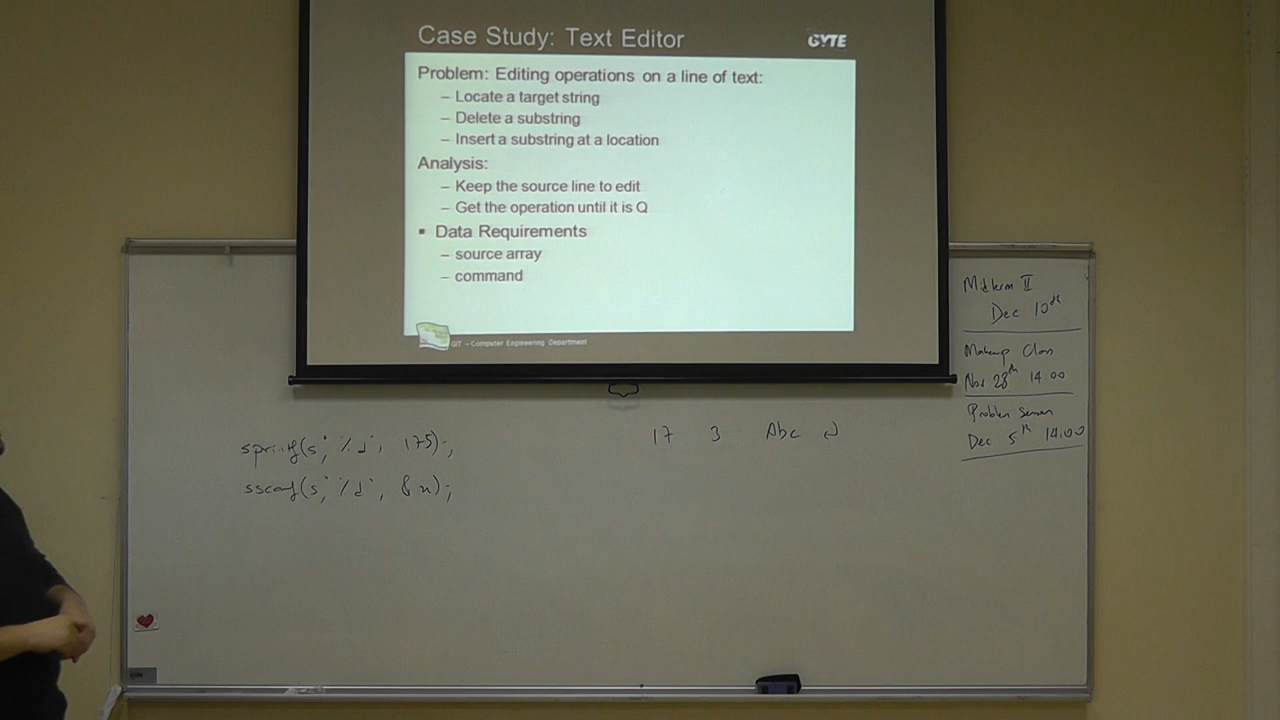 Case Study: Text Editor
GYTE
Problem: Editing operations on a line of text:
– Locate a target string
– Delete a substring
– Insert a substring at a location
Analysis:
– Keep the source line to edit
– Get the operation until it is Q
▪ Data Requirements
– source array
– command
GIT – Computer Engineering Department
sprintf(s, "%d", 175);
sscanf(s, "%d", &n);
17 3 Abc ↵
Midterm II
Dec 10th
Makeup Class
Nov 28th 14 00
Problem
Dec 5th 14.00